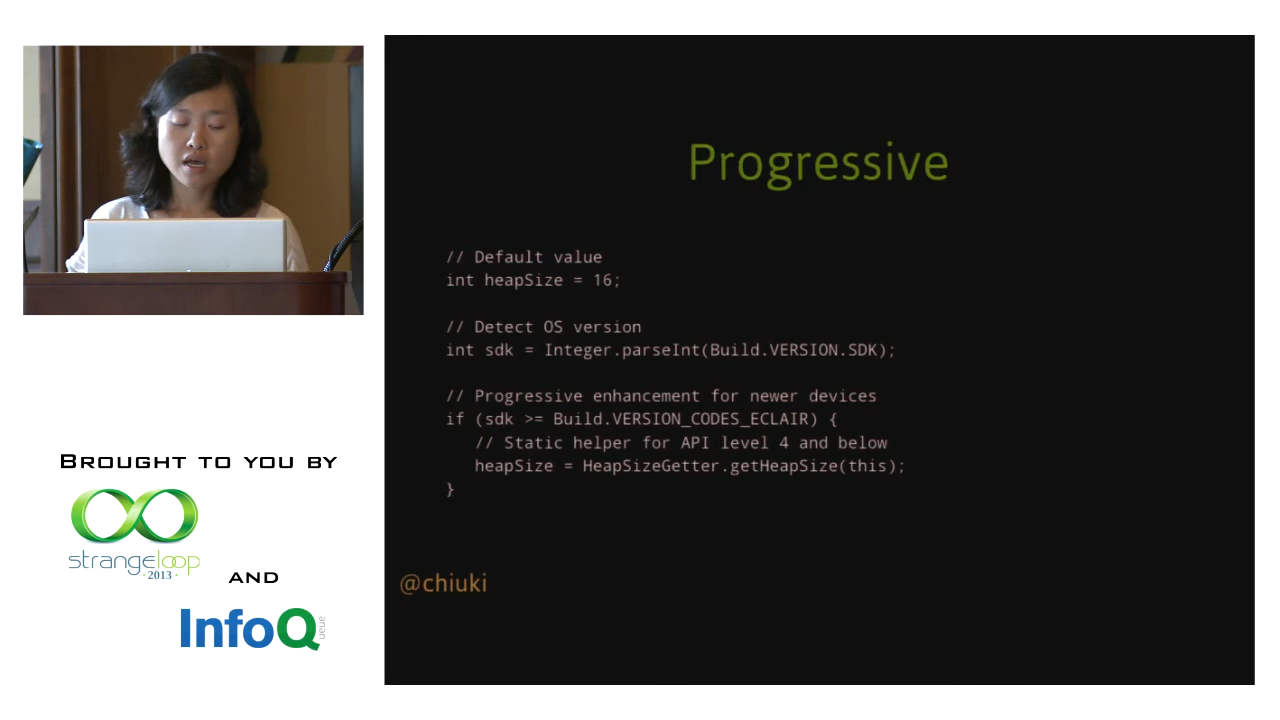 Progressive
// Default value
int heapSize = 16;
// Detect OS version
int sdk = Integer.parseInt(Build.VERSION.SDK);
// Progressive enhancement for newer devices
if (sdk >= Build.VERSION_CODES_ECLAIR) {
// Static helper for API level 4 and below
heapSize = HeapSizeGetter.getHeapSize(this);
}
@chiuki
BROUGHT TO YOU BY
strangeloop
·2013·
AND
InfoQ
ueue